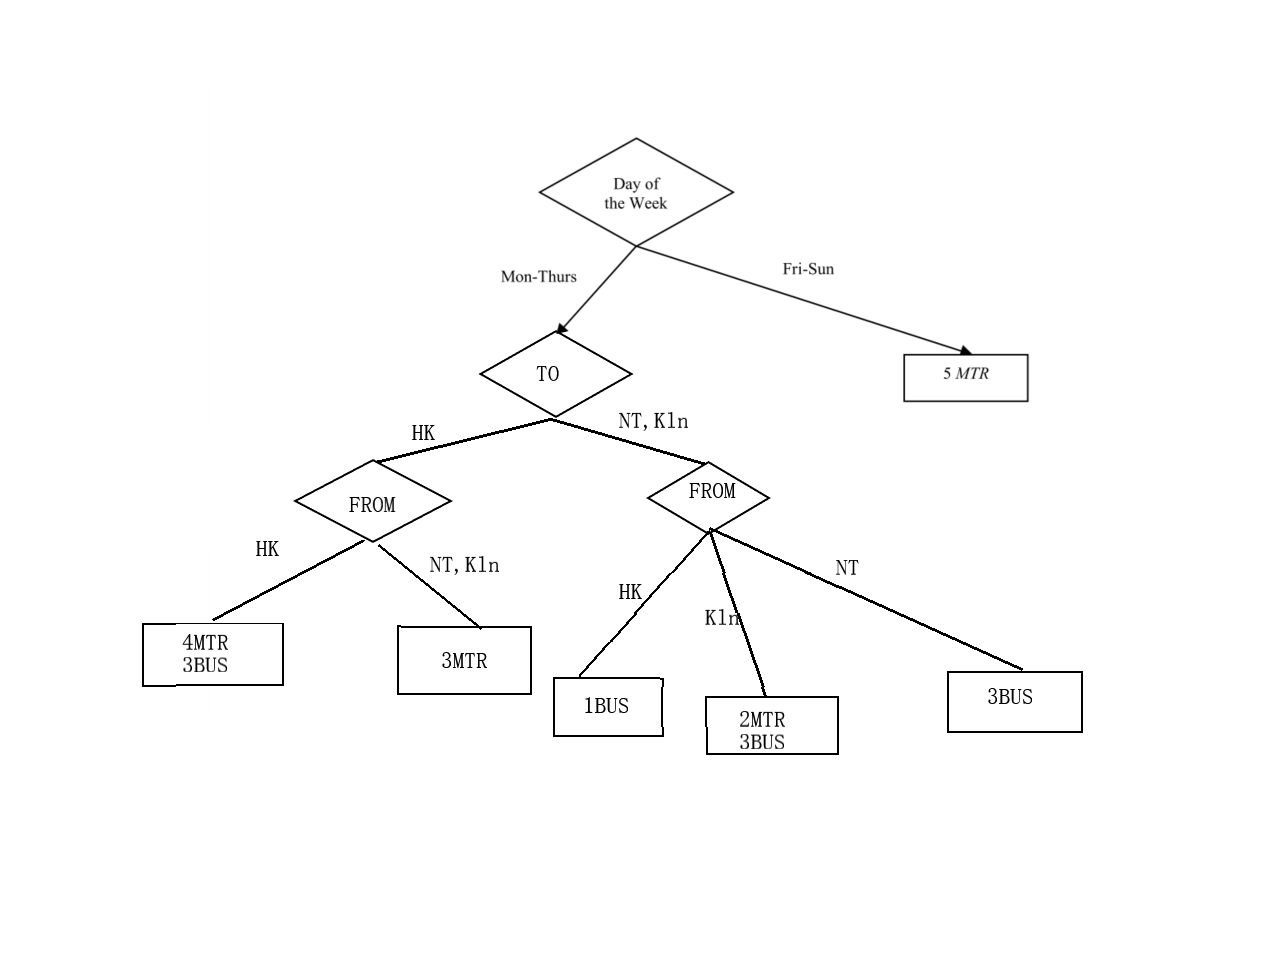 Day of
the Week
Mon-Thurs
Fri-Sun
TO
5 MTR
HK
NT,Kln
FROM
FROM
HK
NT,Kln
HK
Kln
NT
4MTR
3BUS
3MTR
1BUS
2MTR
3BUS
3BUS